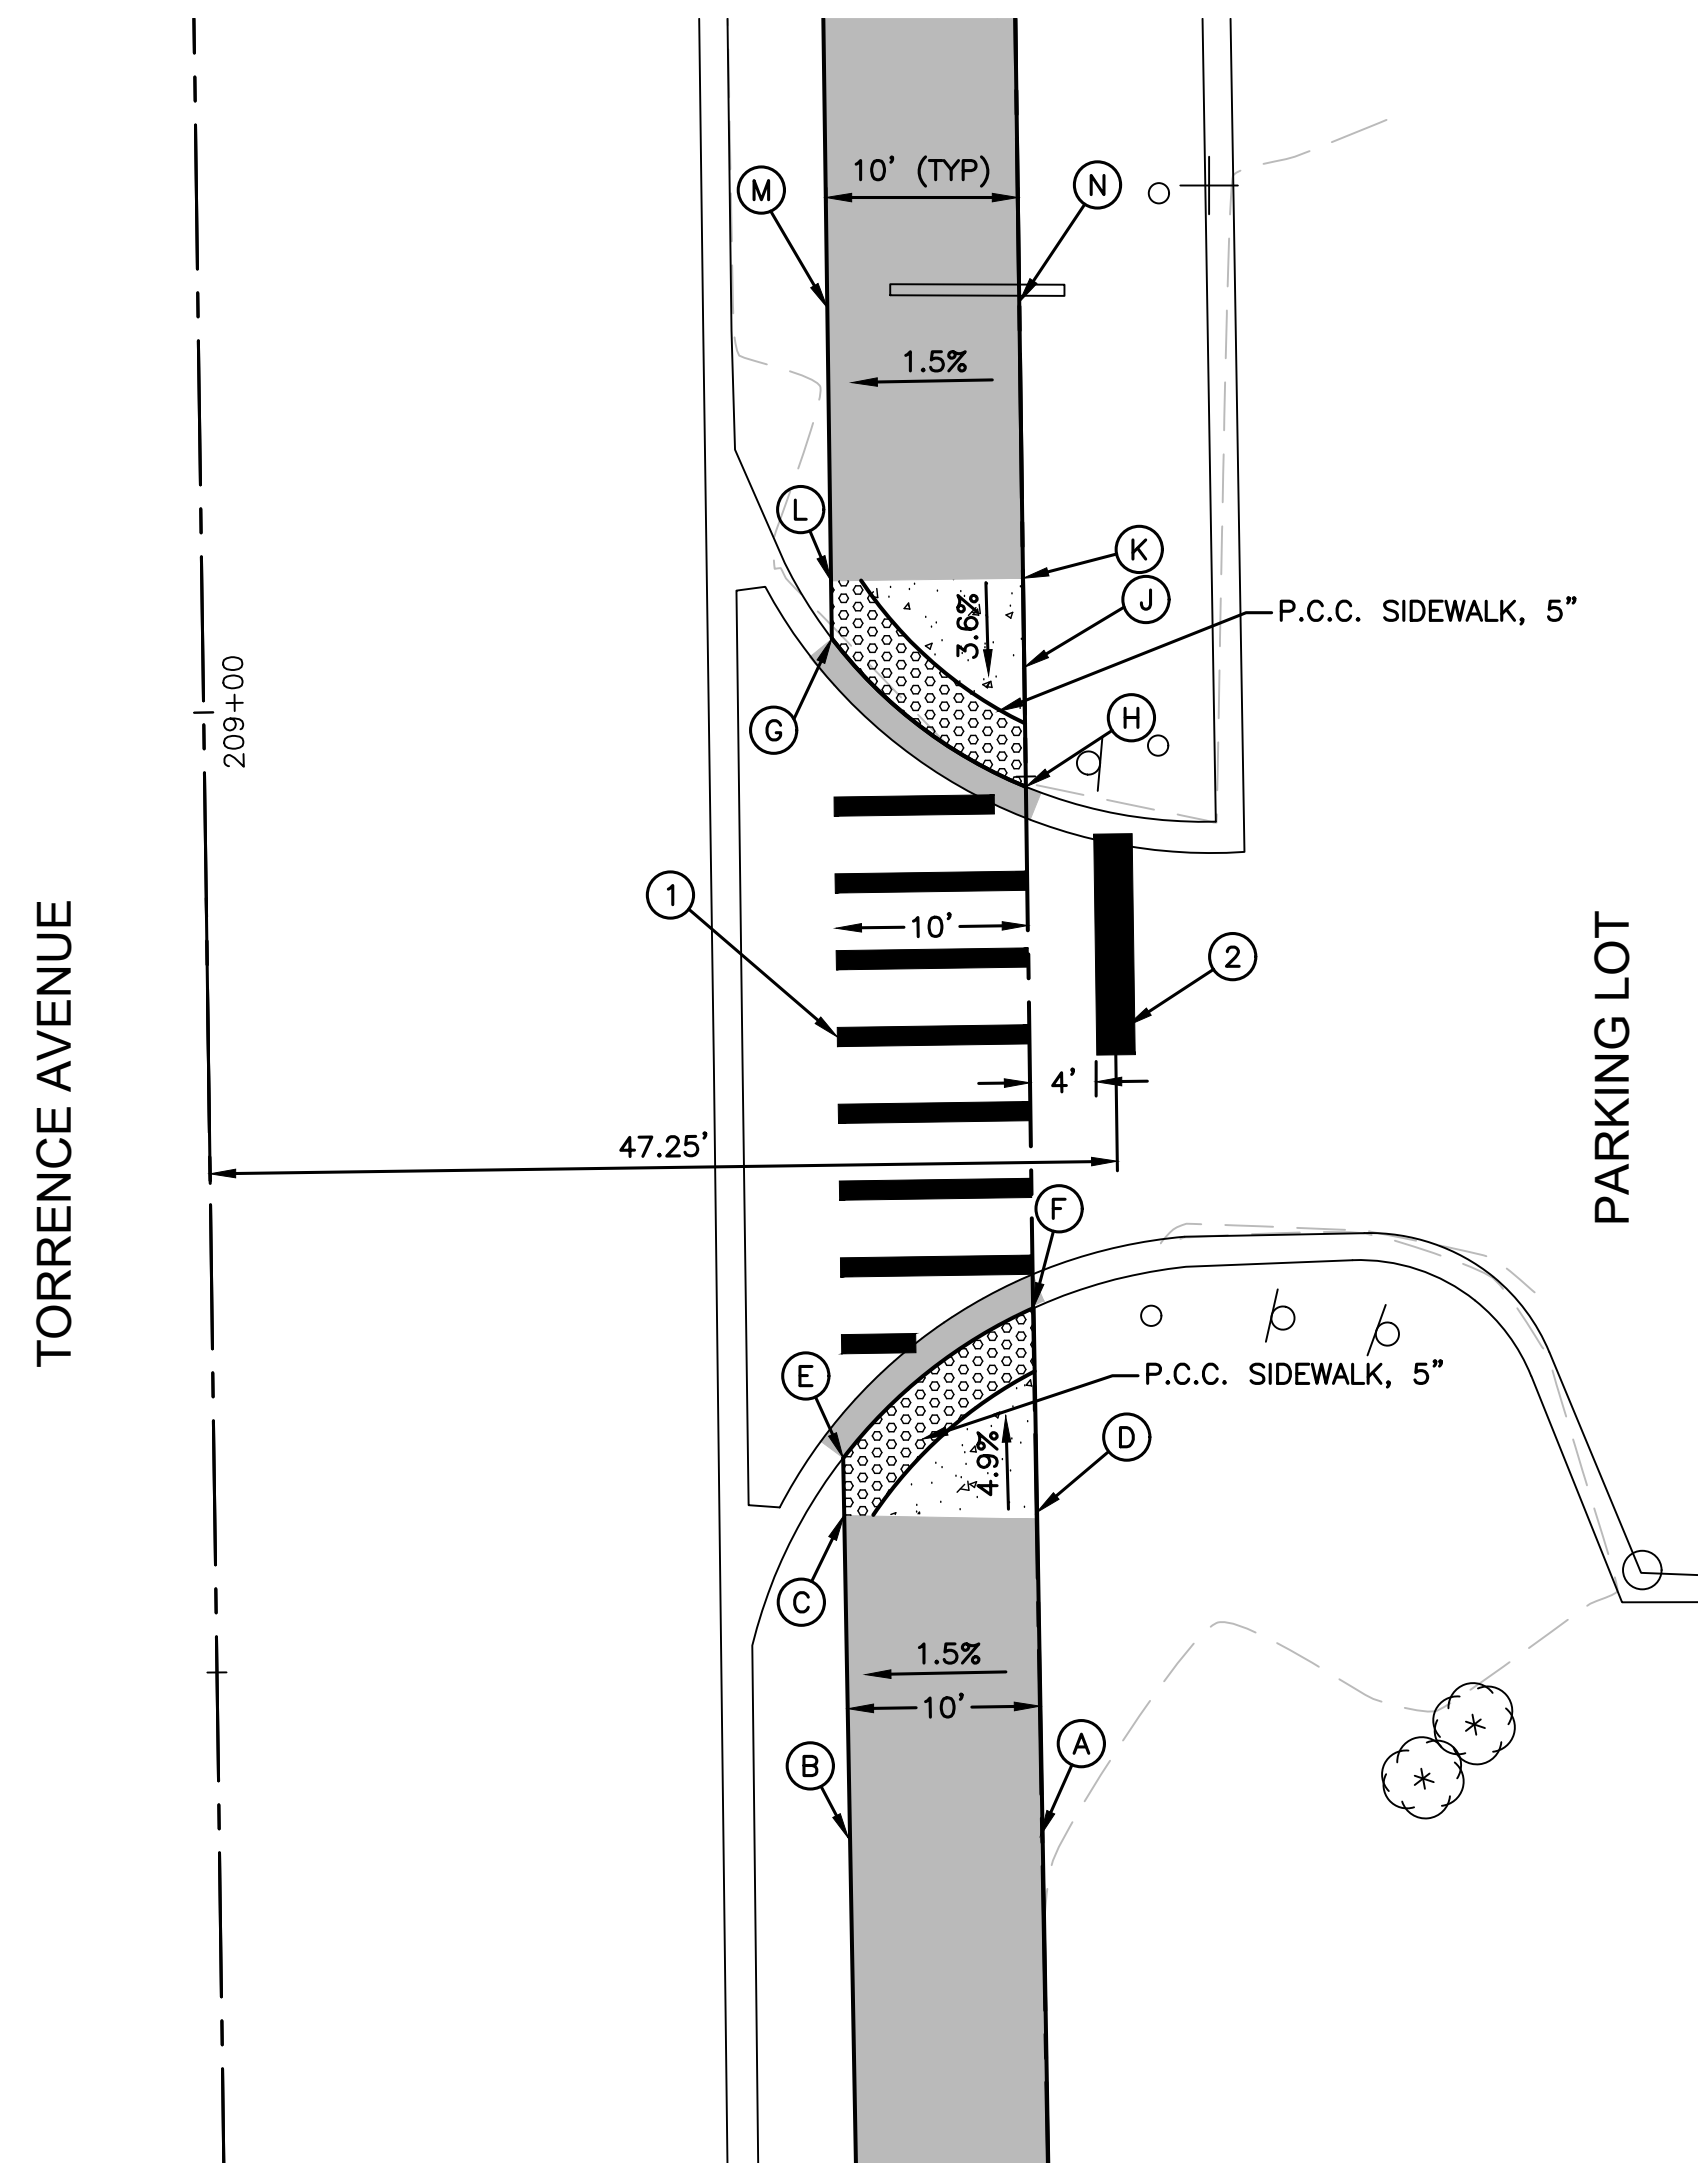 10' (TYP)
M
N
1.5%
L
K
J
3.6%
P.C.C. SIDEWALK, 5"
209+00
G
H
1
10'
2
TORRENCE AVENUE
PARKING LOT
4'
47.25'
F
E
P.C.C. SIDEWALK, 5"
D
4.9%
C
1.5%
10'
A
B